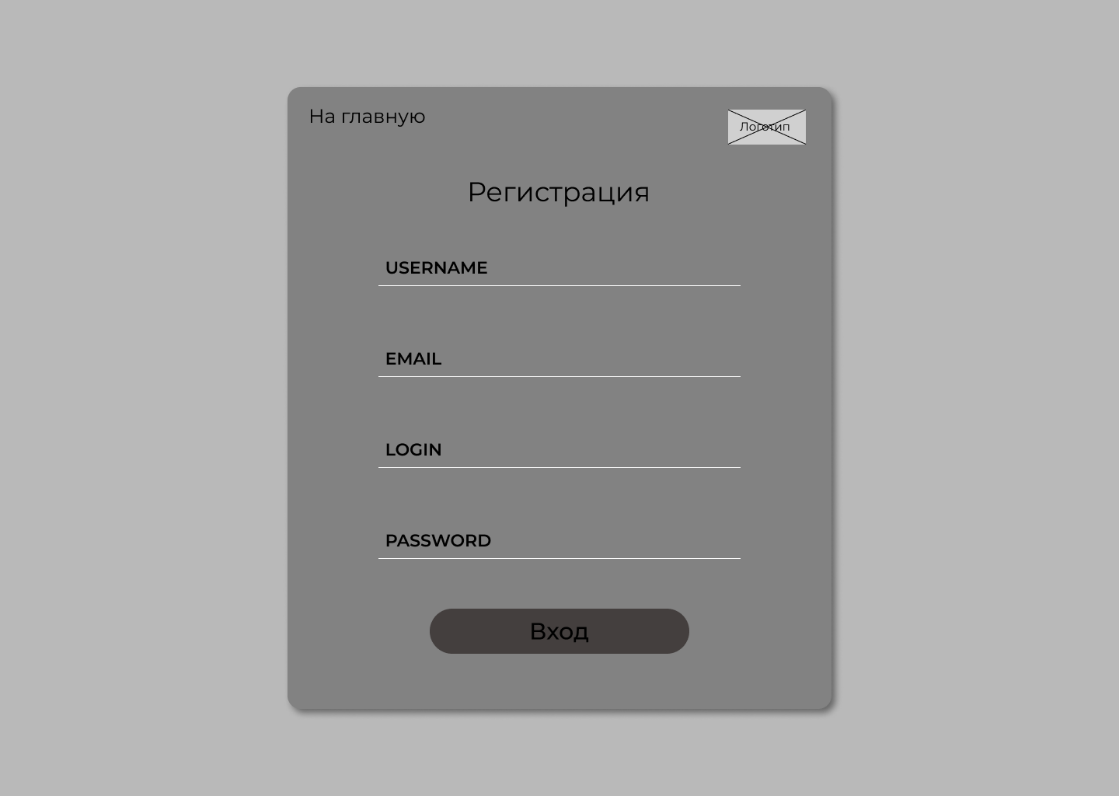 На главную
Логотип
Регистрация
USERNAME
EMAIL
LOGIN
PASSWORD
Вход